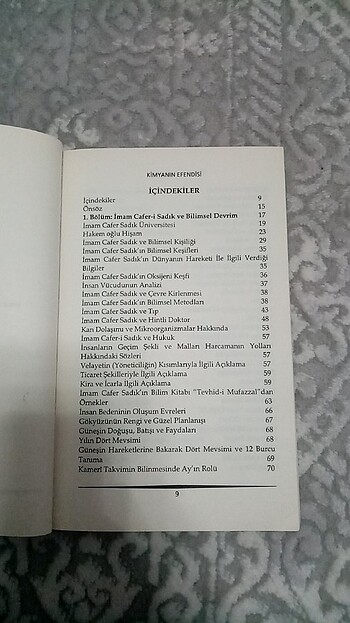 KİMYANIN EFENDİSİ
İÇİNDEKİLER
İçindekiler 9
Önsöz 15
1. Bölüm: İmam Cafer-i Sadık ve Bilimsel Devrim 17
İmam Cafer Sadık Üniversitesi 19
Hakem oğlu Hişam 23
İmam Cafer Sadık ve Bilimsel Kişiliği 29
İmam Cafer Sadık'ın Bilimsel Keşifleri 35
İmam Cafer Sadık'ın Dünyanın Hareketi İle İlgili Verdiği
Bilgiler 35
İmam Cafer Sadık'ın Oksijeni Keşfi 36
İnsan Vücudunun Analizi 37
İmam Cafer Sadık ve Çevre Kirlenmesi 38
İmam Cafer Sadık'ın Bilimsel Metodları 38
İmam Cafer Sadık ve Tıp 43
İmam Cafer Sadık ve Hintli Doktor 48
Kan Dolaşımı ve Mikroorganizmalar Hakkında 53
İmam Cafer-i Sadık ve Hukuk 57
İnsanların Geçim Şekli ve Malları Harcamanın Yolları
Hakkındaki Sözleri 57
Velayetin (Yöneticiliğin) Kısımlarıyla İlgili Açıklama 57
Ticaret Şekilleriyle İlgili Açıklama 59
Kira ve İcarla İlgili Açıklama 59
İmam Cafer Sadık'ın Bilim Kitabı "Tevhid-i Mufazzal"dan
Örnekler 63
İnsan Bedeninin Oluşum Evreleri 66
Gökyüzünün Rengi ve Güzel Planlanışı 67
Güneşin Doğuşu, Batışı ve Faydaları 68
Yılın Dört Mevsimi 68
Güneşin Hareketlerine Bakarak Dört Mevsimi ve 12 Burcu
Tanıma 69
Kamerî Takvimin Bilinmesinde Ay'ın Rolü 70
9